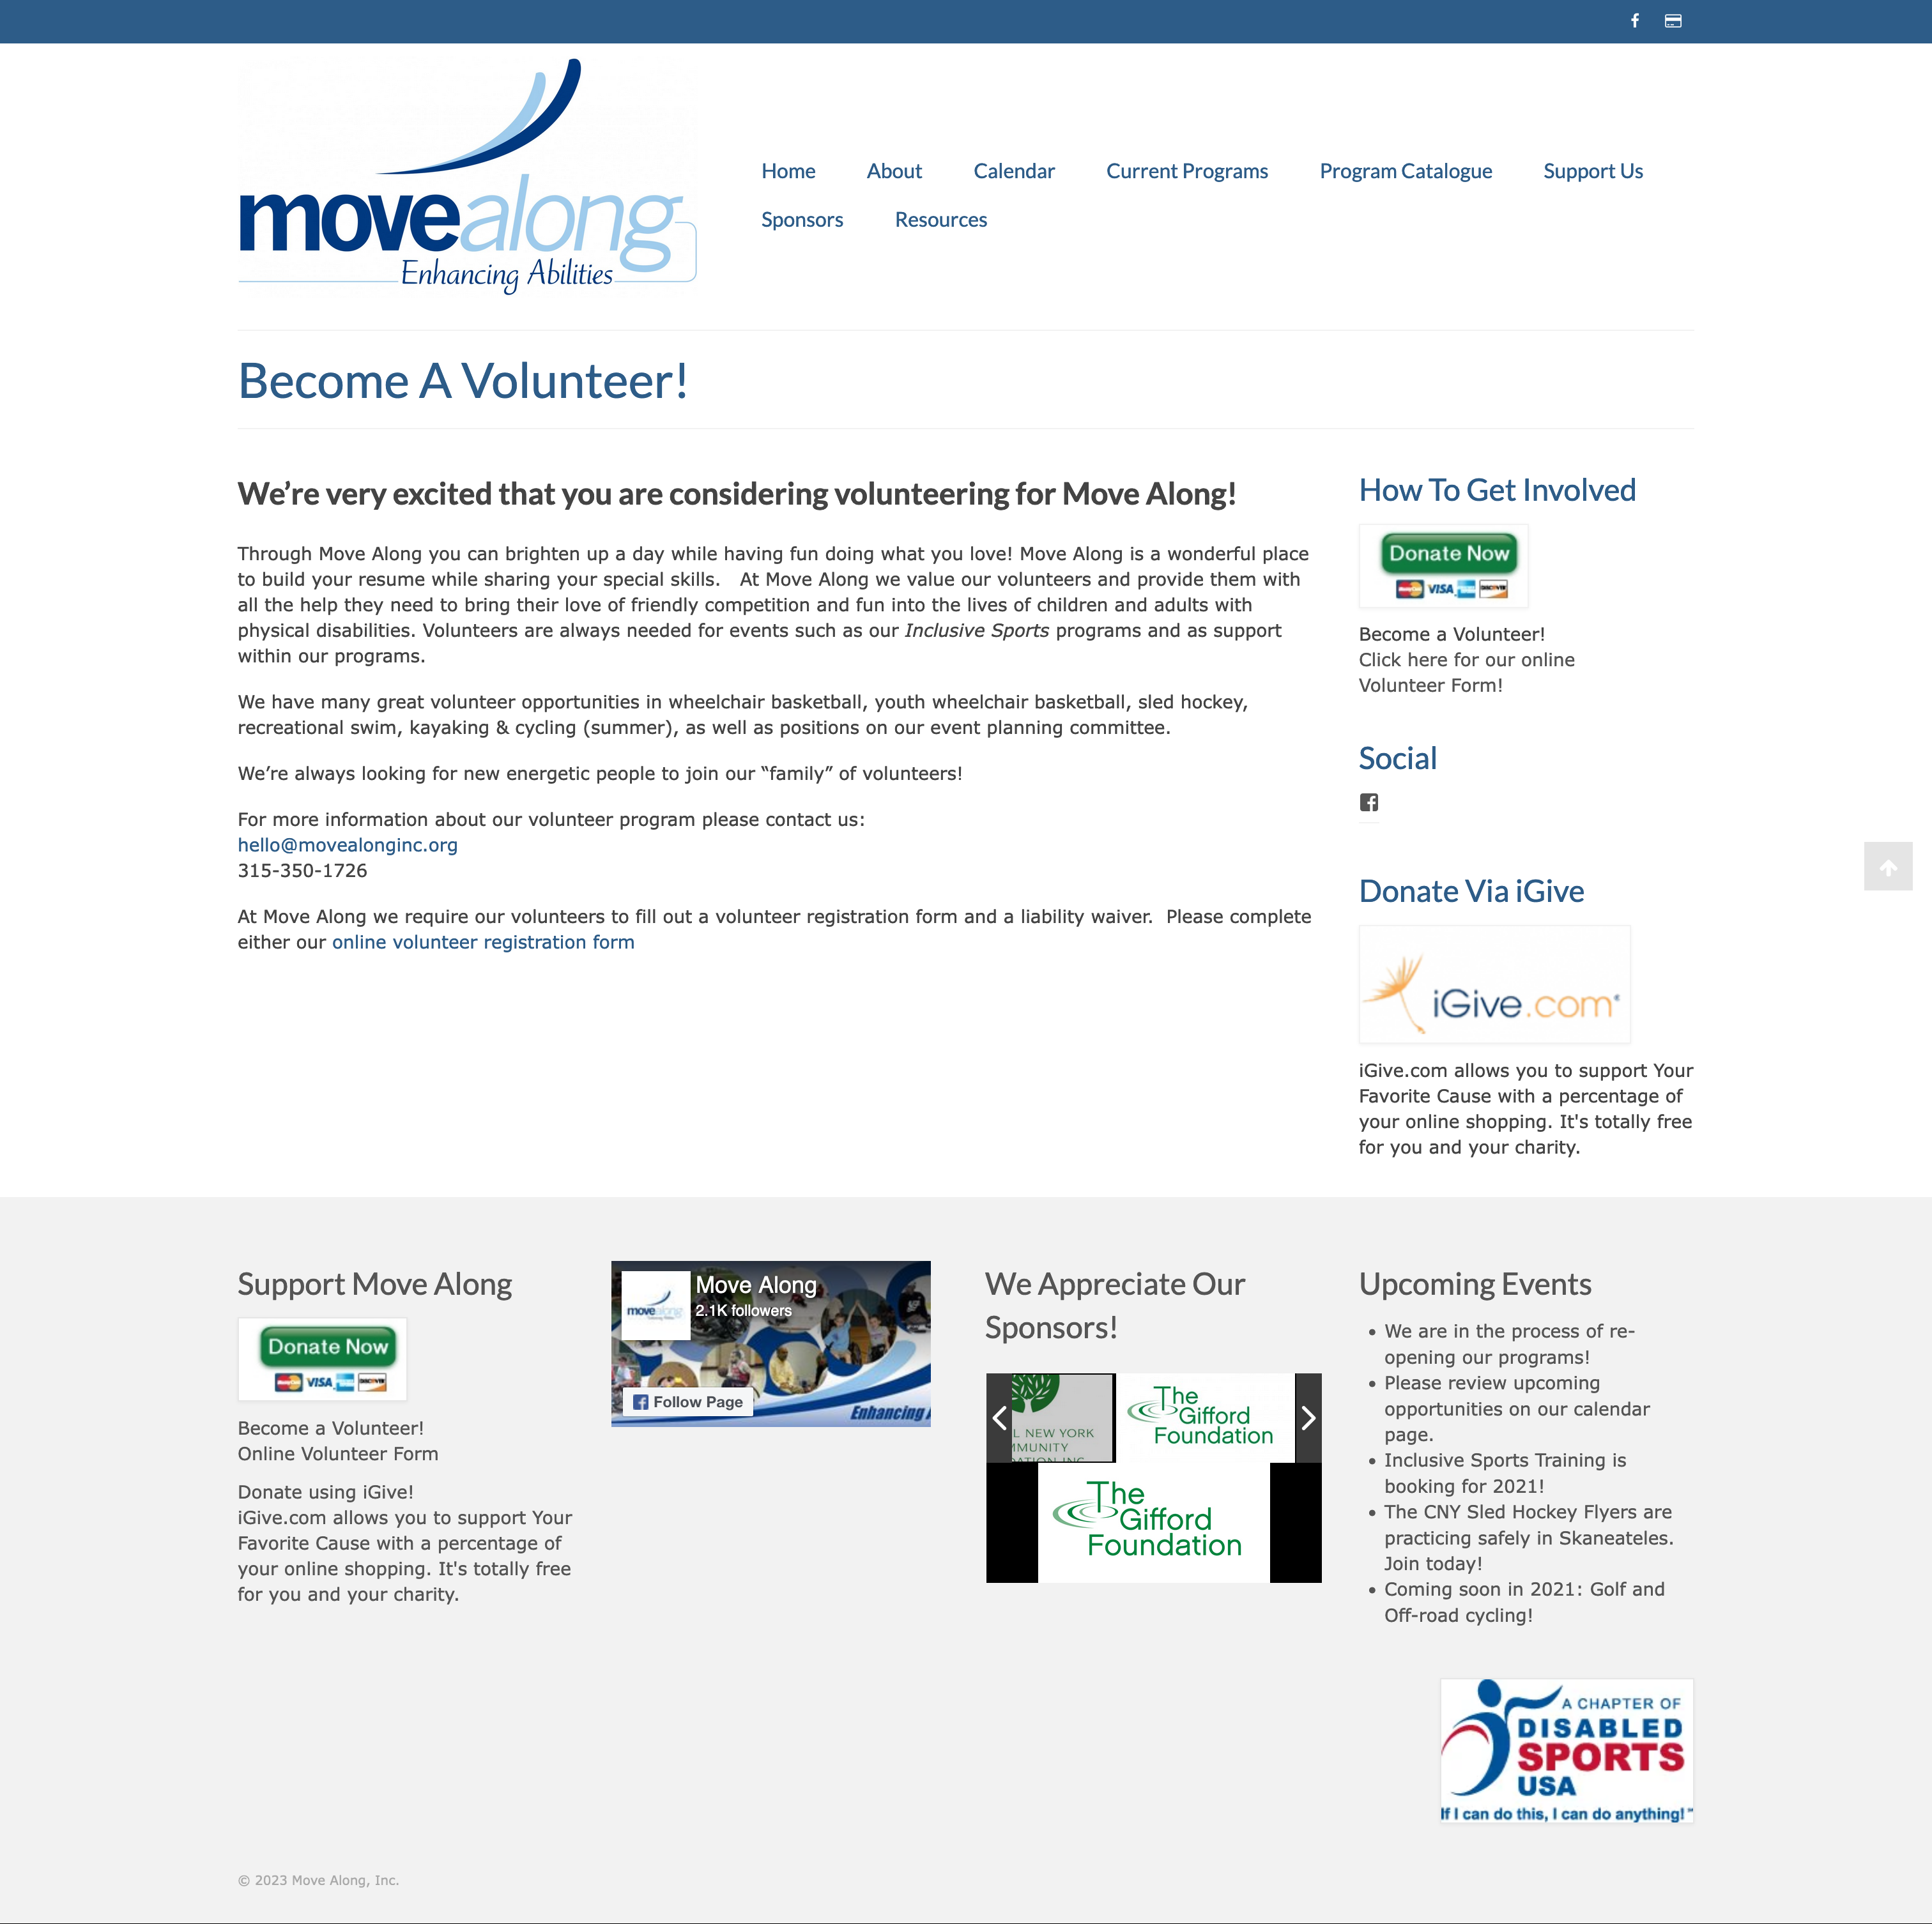 movealong
Enhancing Abilities
Home About Calendar Current Programs Program Catalogue Support Us
Sponsors Resources
Become A Volunteer!
We’re very excited that you are considering volunteering for Move Along!
Through Move Along you can brighten up a day while having fun doing what you love! Move Along is a wonderful place
to build your resume while sharing your special skills. At Move Along we value our volunteers and provide them with
all the help they need to bring their love of friendly competition and fun into the lives of children and adults with
physical disabilities. Volunteers are always needed for events such as our Inclusive Sports programs and as support
within our programs.
We have many great volunteer opportunities in wheelchair basketball, youth wheelchair basketball, sled hockey,
recreational swim, kayaking & cycling (summer), as well as positions on our event planning committee.
We’re always looking for new energetic people to join our “family” of volunteers!
For more information about our volunteer program please contact us:
hello@movealonginc.org
315-350-1726
At Move Along we require our volunteers to fill out a volunteer registration form and a liability waiver. Please complete
either our online volunteer registration form
How To Get Involved
Donate Now
MasterCard VISA DISCOVER
Become a Volunteer!
Click here for our online
Volunteer Form!
Social
Donate Via iGive
iGive.com
iGive.com allows you to support Your
Favorite Cause with a percentage of
your online shopping. It's totally free
for you and your charity.
Support Move Along
Donate Now
MasterCard VISA DISCOVER
Become a Volunteer!
Online Volunteer Form
Donate using iGive!
iGive.com allows you to support Your
Favorite Cause with a percentage of
your online shopping. It's totally free
for you and your charity.
movealong
Move Along
2.1K followers
Follow Page
Enhancing A
We Appreciate Our
Sponsors!
L NEW YORK
MMUNITY
DATION INC
The
Gifford
Foundation
The
Gifford
Foundation
Upcoming Events
• We are in the process of re-
opening our programs!
• Please review upcoming
opportunities on our calendar
page.
• Inclusive Sports Training is
booking for 2021!
• The CNY Sled Hockey Flyers are
practicing safely in Skaneateles.
Join today!
• Coming soon in 2021: Golf and
Off-road cycling!
A CHAPTER OF
DISABLED
SPORTS
USA
If I can do this, I can do anything!
© 2023 Move Along, Inc.